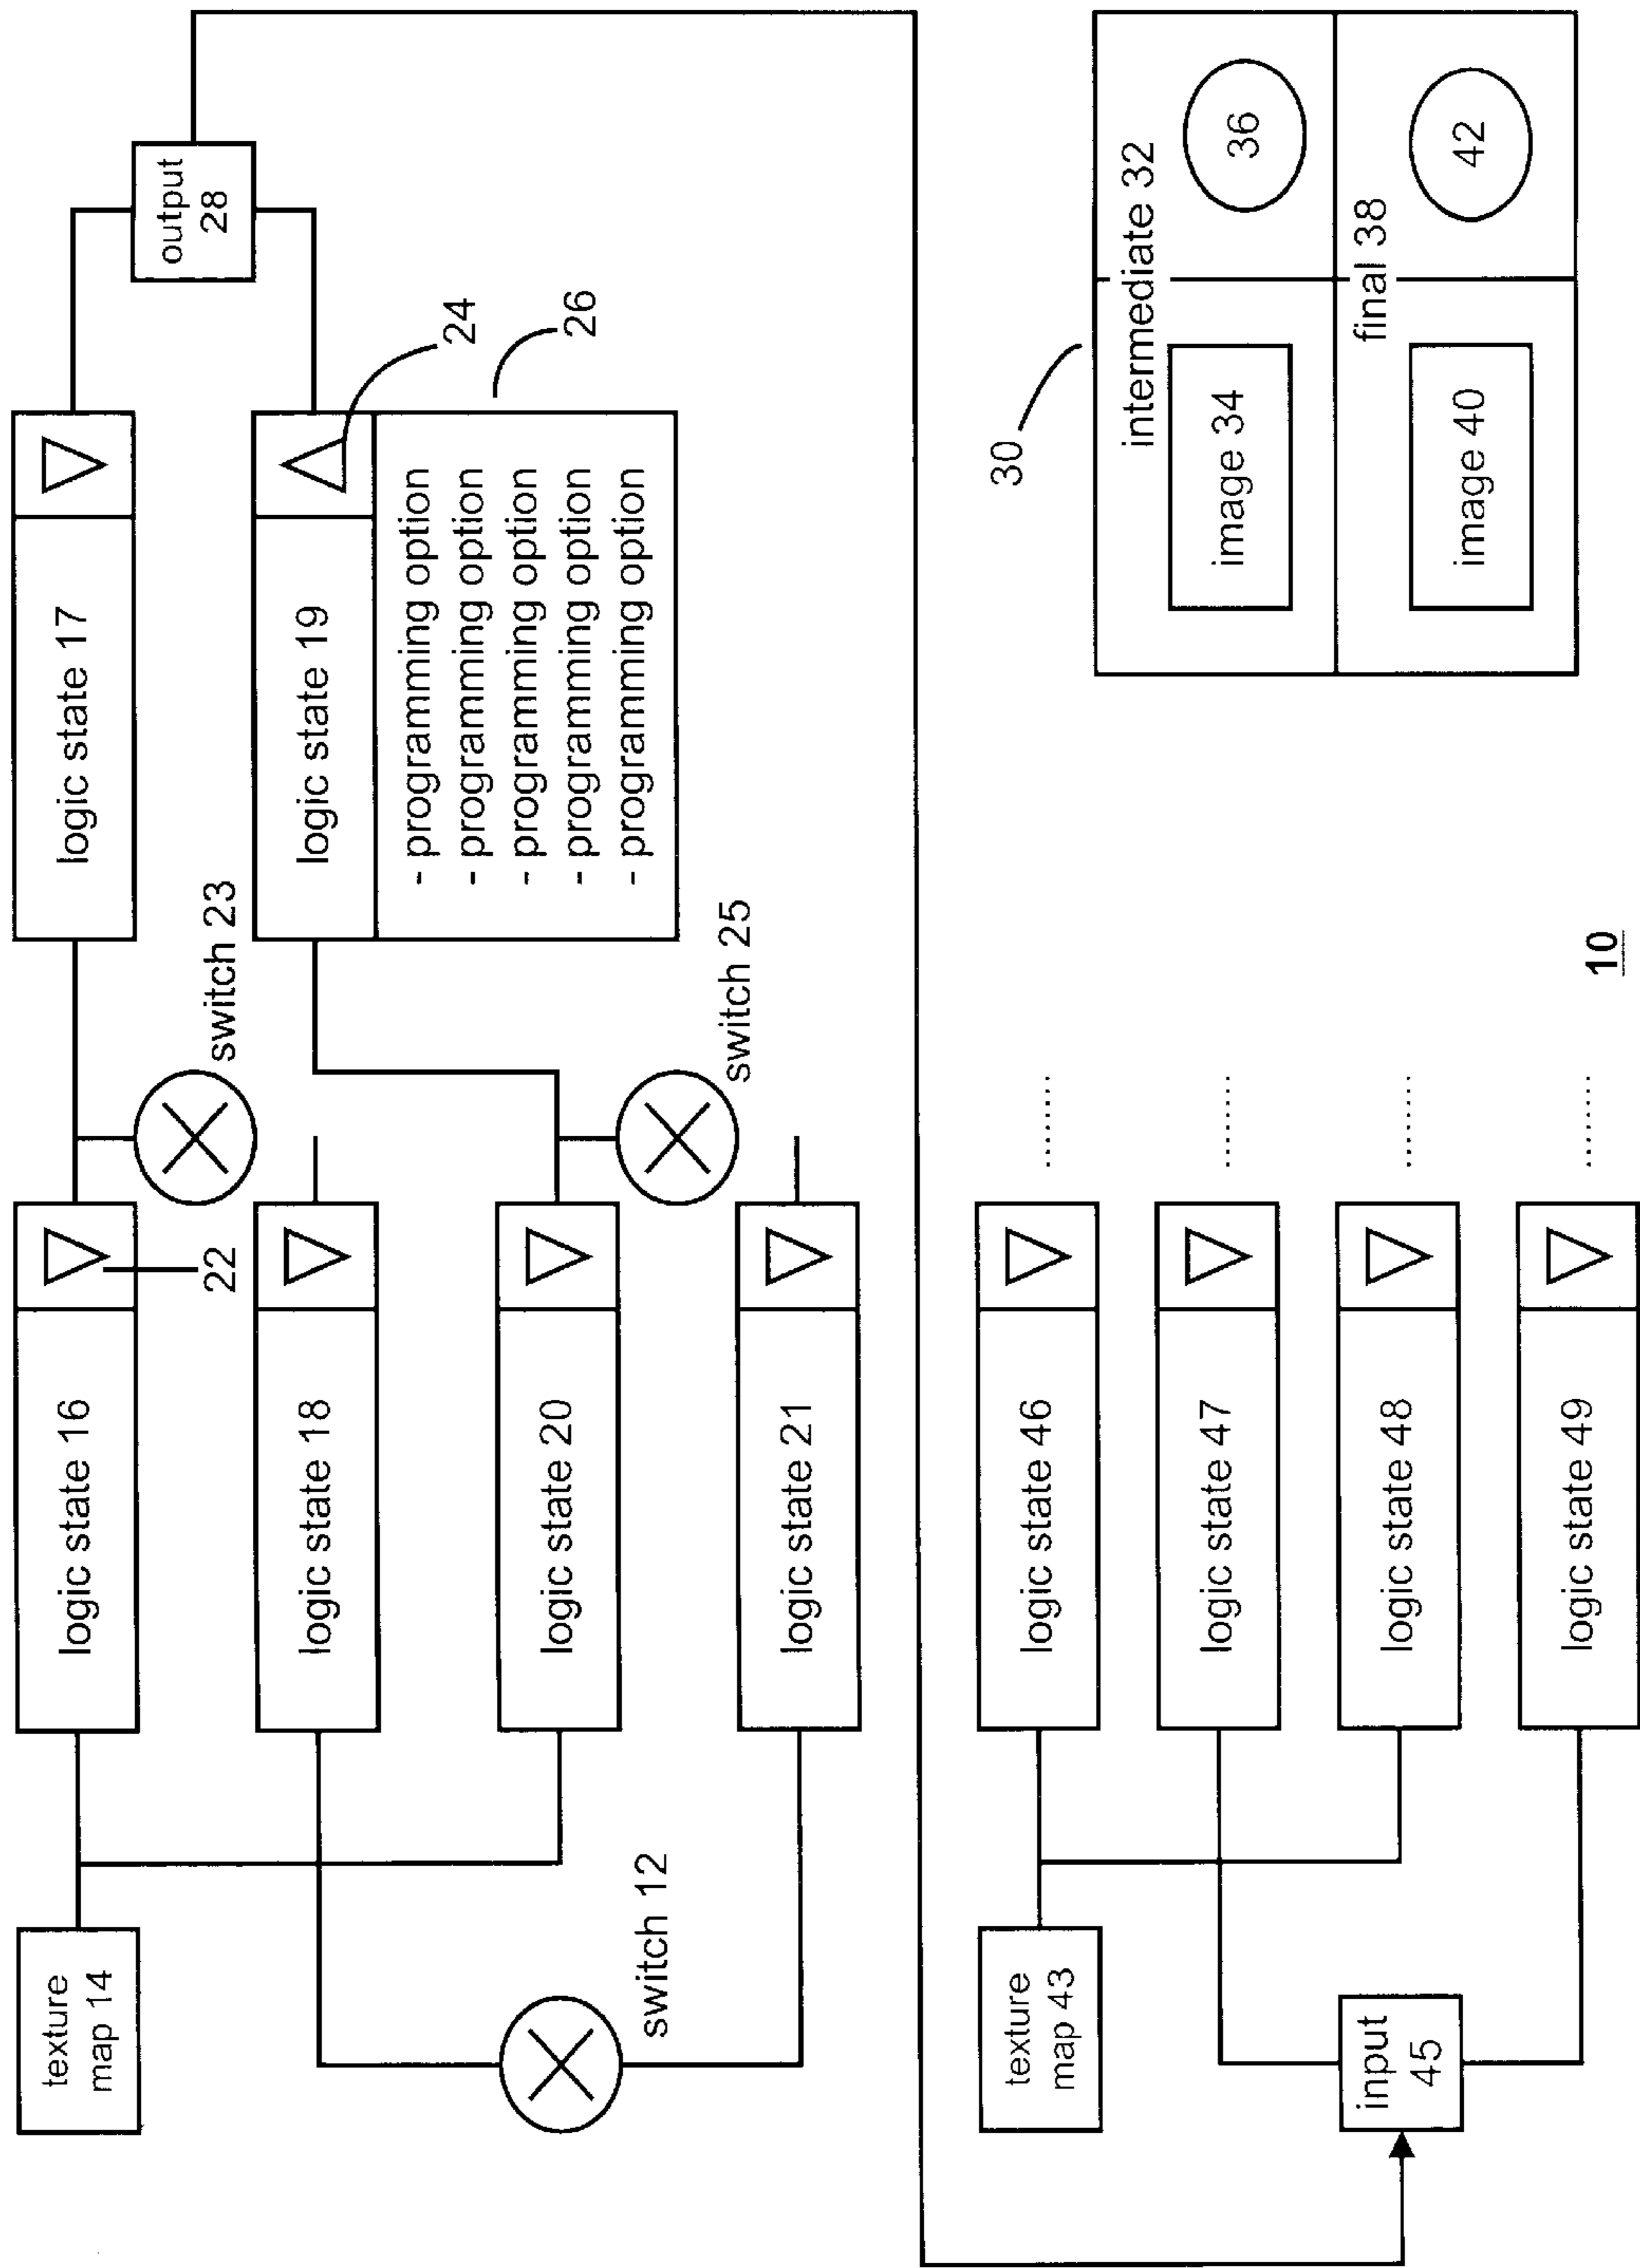 texture
map 14
logic state 16
22
logic state 18
logic state 20
logic state 21
switch 12
switch 23
switch 25
logic state 17
logic state 19
24
26
- programming option
- programming option
- programming option
- programming option
- programming option
output
28
texture
map 43
input
45
logic state 46
logic state 47
logic state 48
logic state 49
........
........
........
........
30
intermediate 32
image 34
36
final 38
image 40
42
10